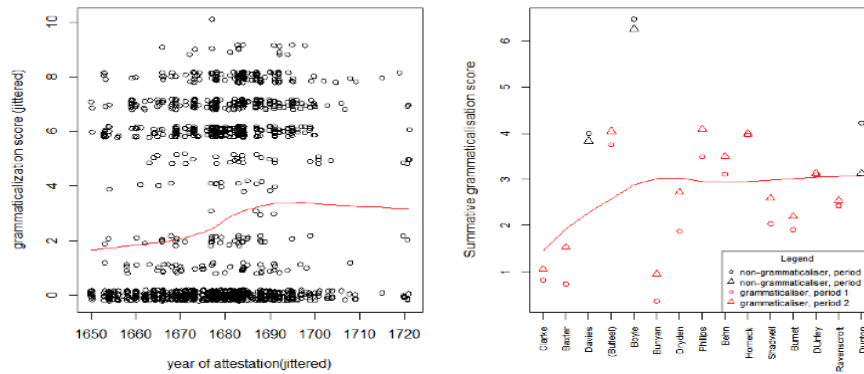 grammaticalization score (jittered)
10
8
6
4
2
0
1650 1660 1670 1680 1690 1700 1710 1720
year of attestation(jittered)
Summative grammaticalisation score
6
5
4
3
2
1
Legend
non-grammaticaliser, period
non-grammaticaliser, period
grammaticaliser, period 1
grammaticaliser, period 2
Clarke
Baxter
Davies
(Buteel)
Boyle
Bunyan
Dryden
Philips
Behn
Horneck
Shadwell
Burnet
DUrfey
Ravenscroft